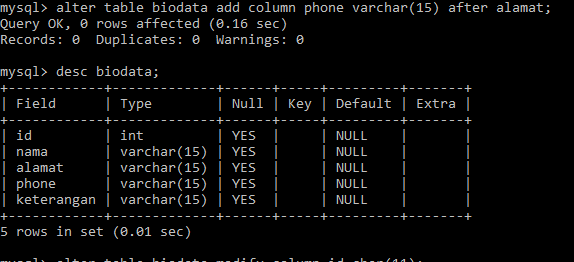 mysql> alter table biodata add column phone varchar(15) after alamat;
Query OK, 0 rows affected (0.16 sec)
Records: 0  Duplicates: 0  Warnings: 0

mysql> desc biodata;
+------------+-------------+------+-----+---------+-------+
| Field      | Type        | Null | Key | Default | Extra |
+------------+-------------+------+-----+---------+-------+
| id         | int         | YES  |     | NULL    |       |
| nama       | varchar(15) | YES  |     | NULL    |       |
| alamat     | varchar(15) | YES  |     | NULL    |       |
| phone      | varchar(15) | YES  |     | NULL    |       |
| keterangan | varchar(15) | YES  |     | NULL    |       |
+------------+-------------+------+-----+---------+-------+
5 rows in set (0.01 sec)

mysql> alter table biodata modify column id char(11);